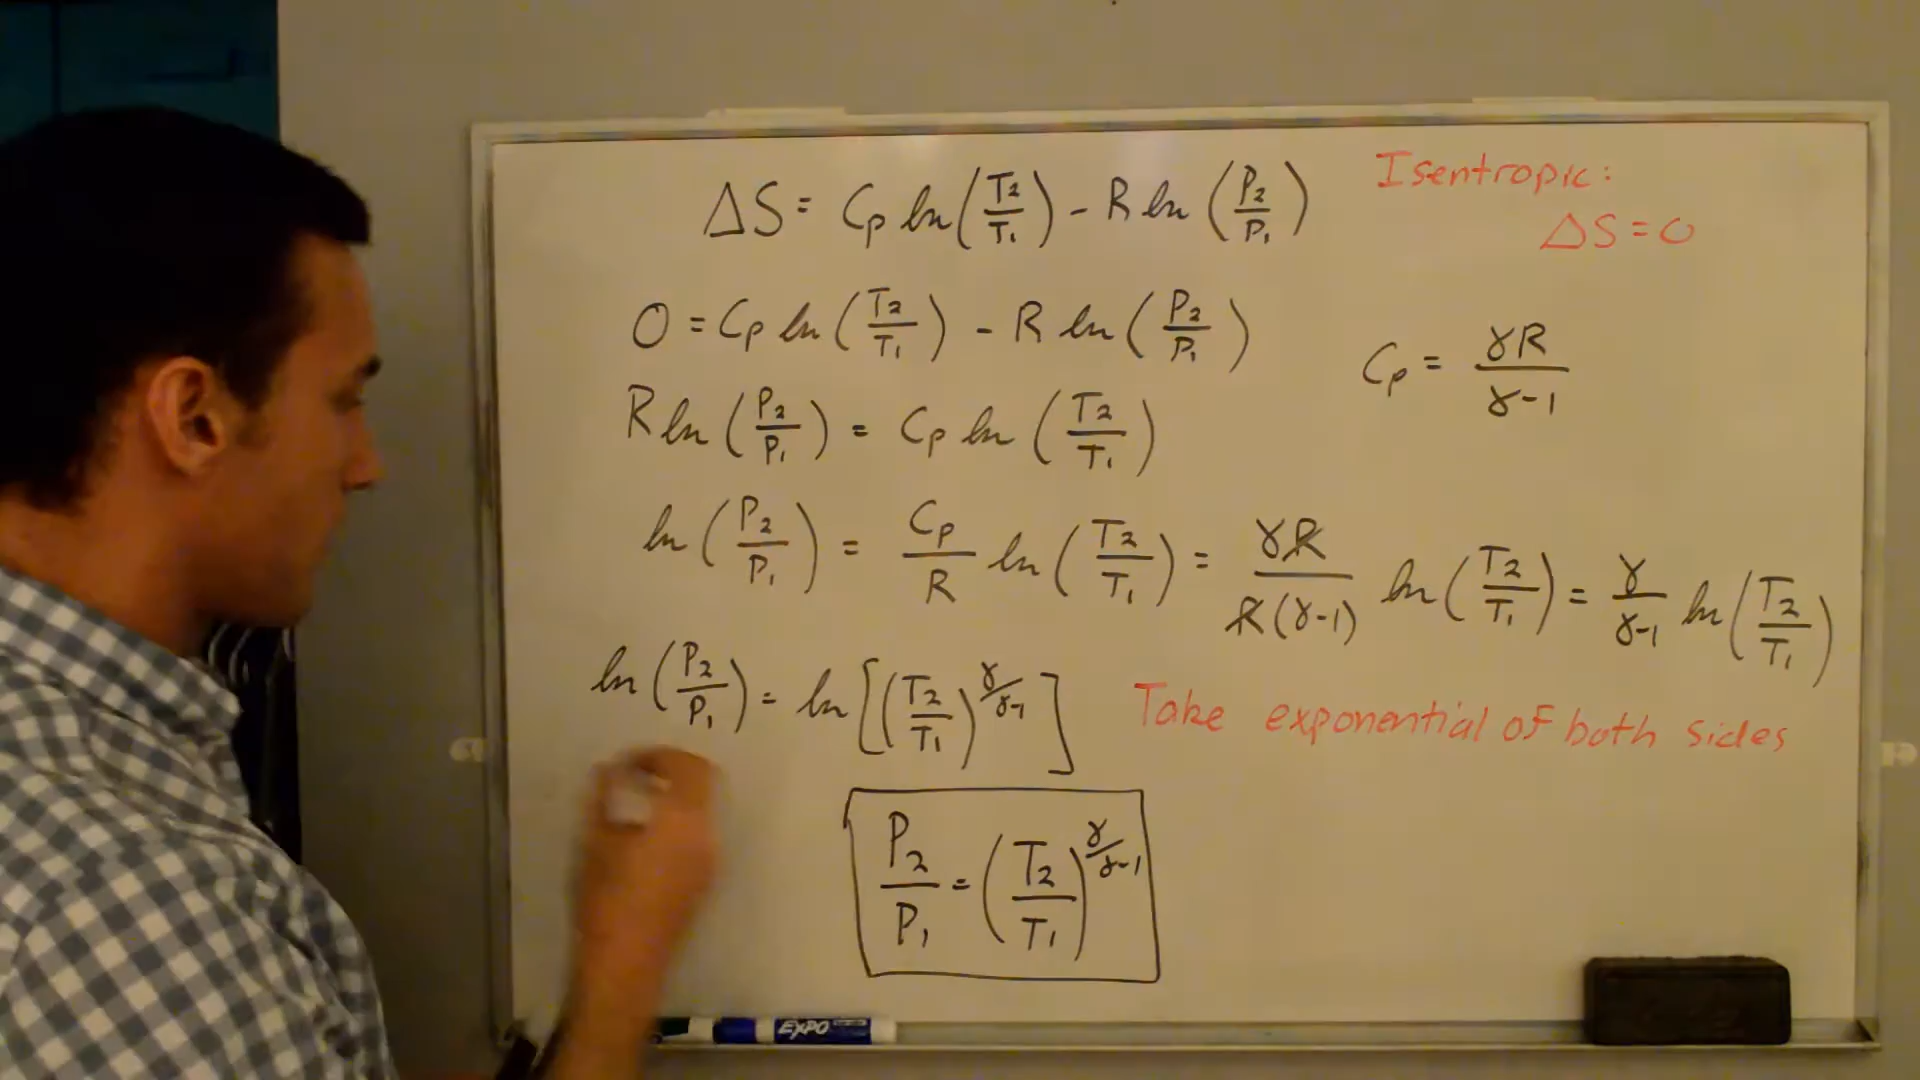 ΔS = Cp ln(T2/T1) - R ln(P2/P1)
Isentropic:
ΔS = 0
0 = Cp ln(T2/T1) - R ln(P2/P1)
Cp = γR/γ-1
R ln(P2/P1) = Cp ln(T2/T1)
ln(P2/P1) = Cp/R ln(T2/T1) = γR/R(γ-1) ln(T2/T1) = γ/γ-1 ln(T2/T1)
ln(P2/P1) = ln[(T2/T1)^γ/γ-1]
Take exponential of both sides
P2/P1 = (T2/T1)^γ/γ-1
EXPO